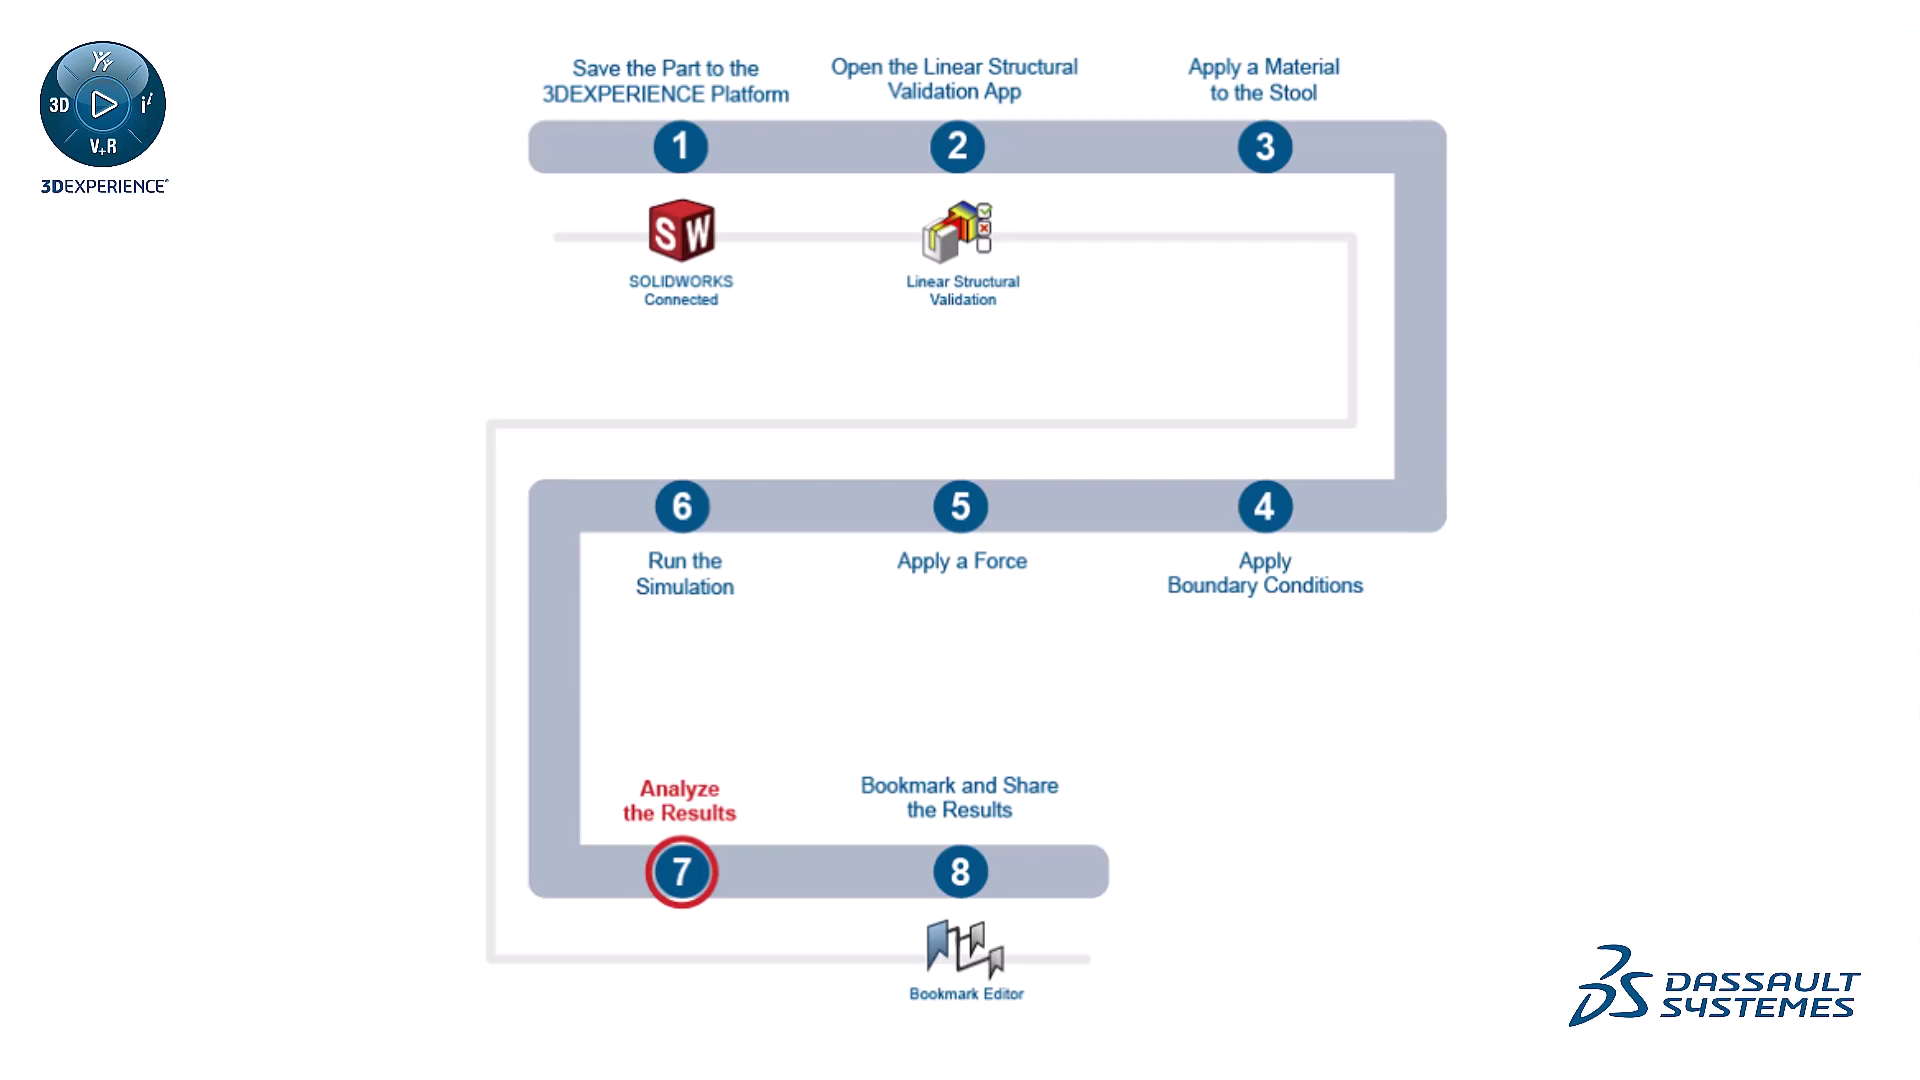 3D
V+R
i
3DEXPERIENCE
Save the Part to the
3DEXPERIENCE Platform
Open the Linear Structural
Validation App
Apply a Material
to the Stool
1
2
3
SW
SOLIDWORKS
Connected
Linear Structural
Validation
6
5
4
Run the
Simulation
Apply a Force
Apply
Boundary Conditions
Analyze
the Results
Bookmark and Share
the Results
7
8
Bookmark Editor
DS DASSAULT
SYSTEMES